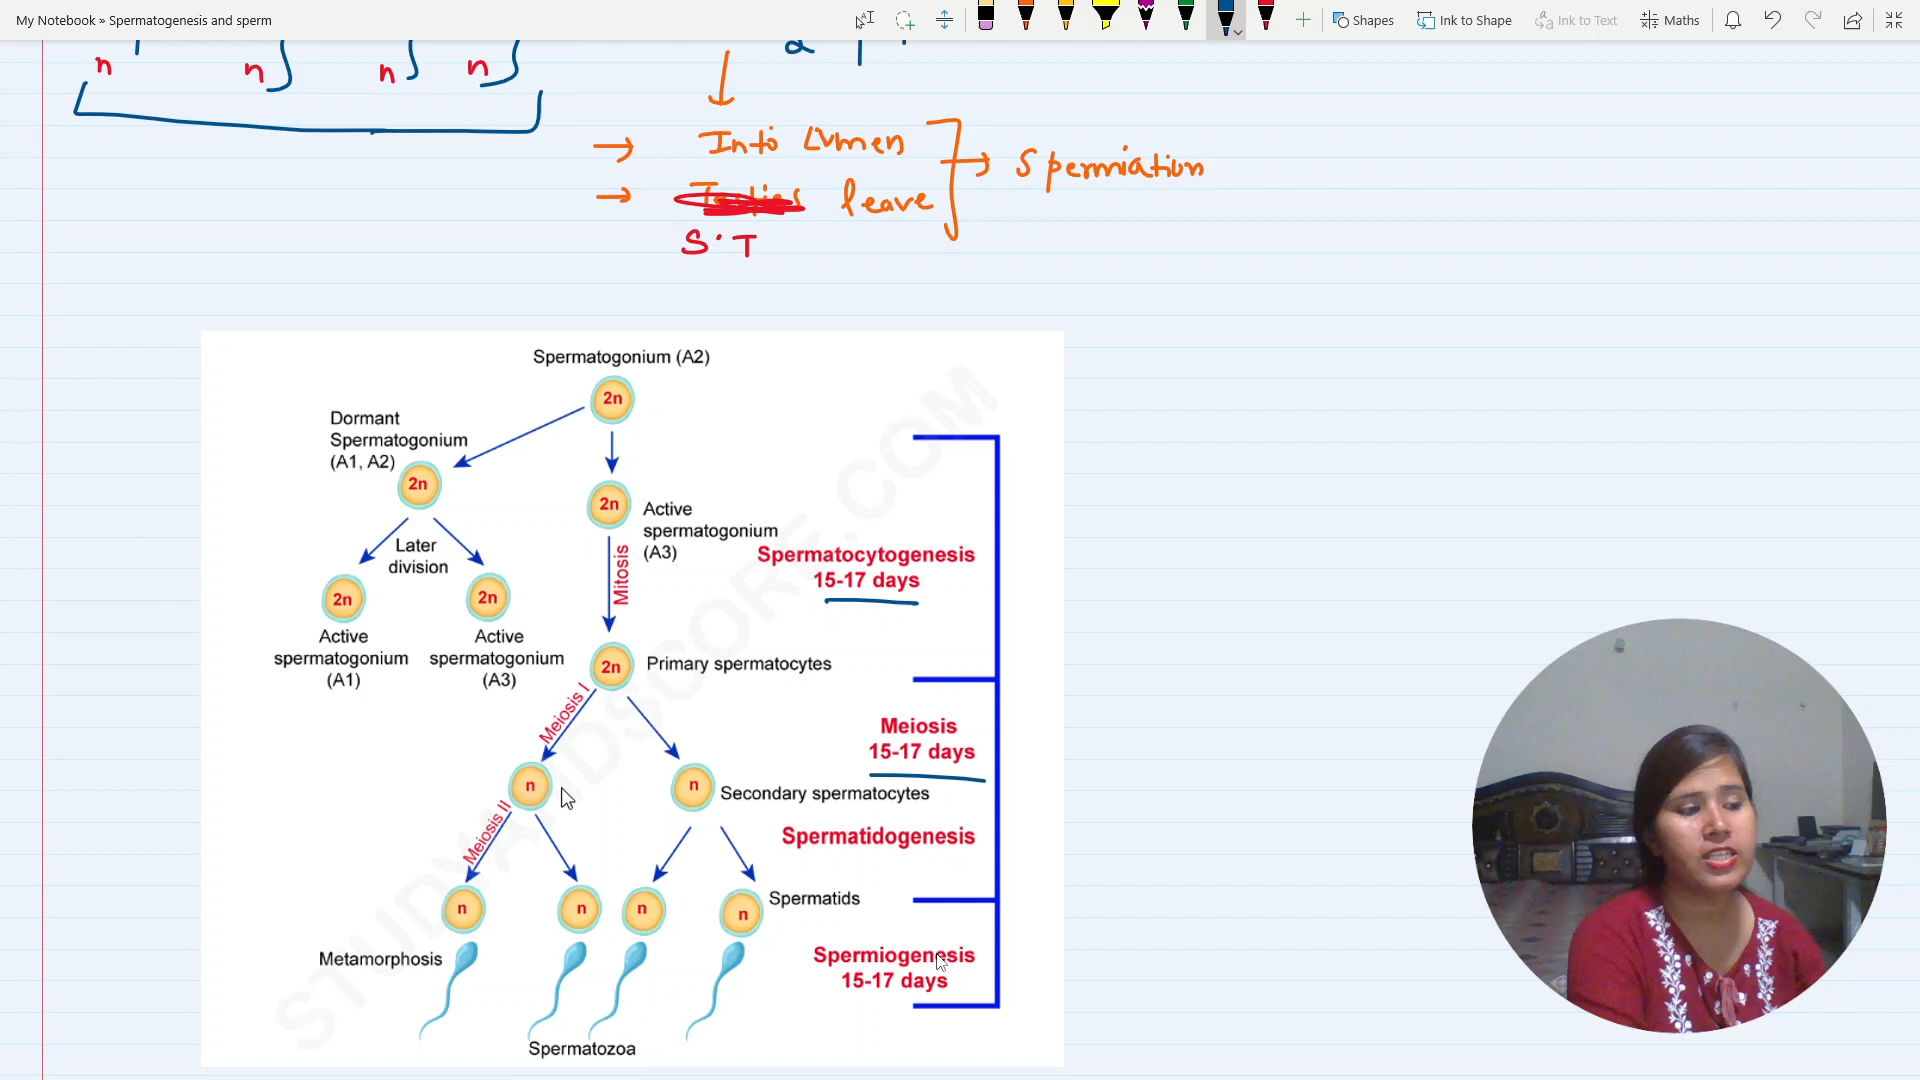 My Notebook » Spermatogenesis and sperm
Shapes
Ink to Shape
Ink to Text
Maths
n n n n
→ Into Lumen
→ leave
→ Spermiation
S.T
Spermatogonium (A2)
2n
Dormant
Spermatogonium
(A1, A2)
2n
2n
Active
spermatogonium
(A3)
Later
division
Mitosis
Spermatocytogenesis
15-17 days
2n
2n
Active
spermatogonium
(A1)
Active
spermatogonium
(A3)
2n
Primary spermatocytes
Meiosis I
Meiosis
15-17 days
n
n
Secondary spermatocytes
Meiosis II
Spermatidogenesis
n
n
n
n
Spermatids
Metamorphosis
Spermiogenesis
15-17 days
Spermatozoa
STUDYANDSCORE.COM